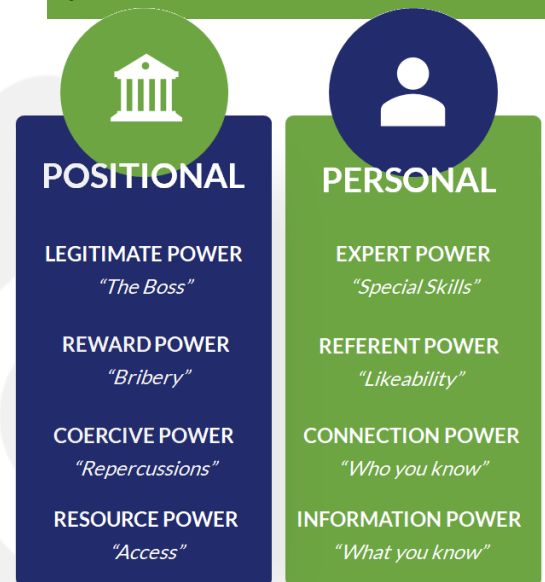 POSITIONAL
LEGITIMATE POWER
“The Boss”
REWARD POWER
“Bribery”
COERCIVE POWER
“Repercussions”
RESOURCE POWER
“Access”
PERSONAL
EXPERT POWER
“Special Skills”
REFERENT POWER
“Likeability”
CONNECTION POWER
“Who you know”
INFORMATION POWER
“What you know”